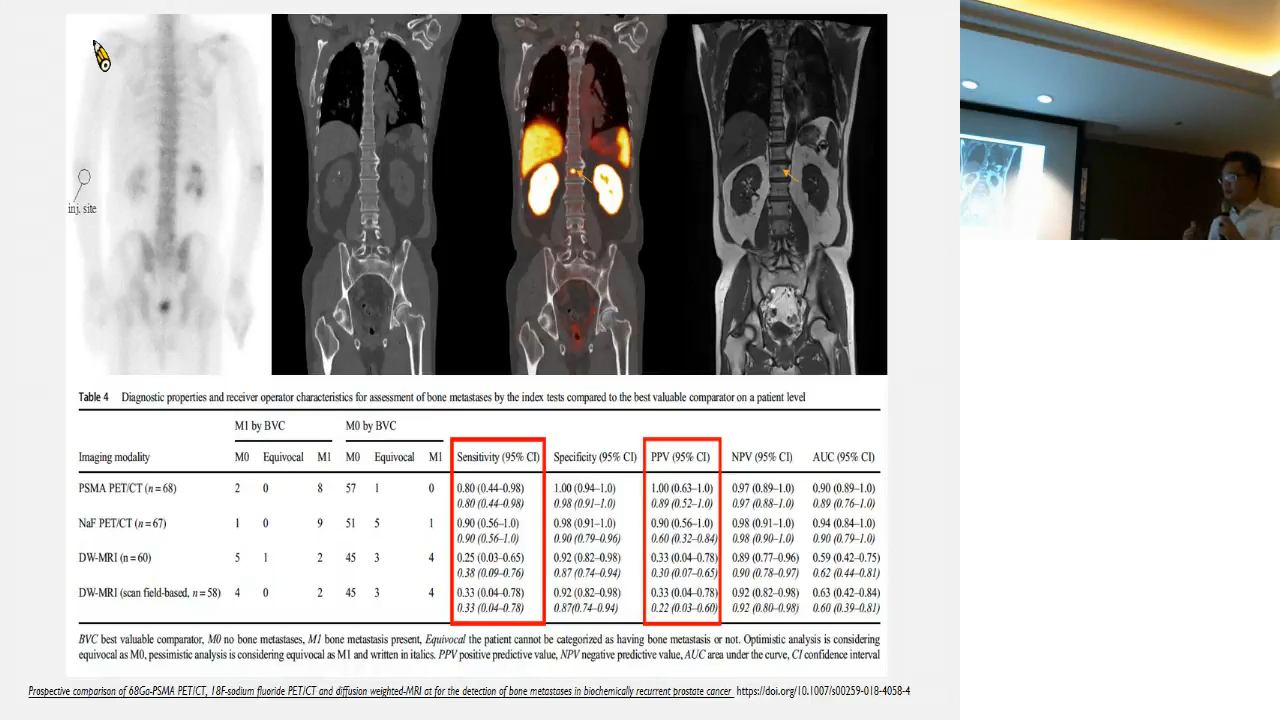 inj. site
Table 4 Diagnostic properties and receiver operator characteristics for assessment of bone metastases by the index tests compared to the best valuable comparator on a patient level
M1 by BVC M0 by BVC
Imaging modality M0 Equivocal M1 M0 Equivocal M1 Sensitivity (95% CI) Specificity (95% CI) PPV (95% CI) NPV (95% CI) AUC (95% CI)
PSMA PET/CT (n = 68) 2 0 8 57 1 0 0.80 (0.44–0.98) 1.00 (0.94–1.0) 1.00 (0.63–1.0) 0.97 (0.89–1.0) 0.90 (0.89–1.0)
0.80 (0.44–0.98) 0.98 (0.91–1.0) 0.89 (0.52–1.0) 0.97 (0.88–1.0) 0.89 (0.76–1.0)
NaF PET/CT (n = 67) 1 0 9 51 5 1 0.90 (0.56–1.0) 0.98 (0.91–1.0) 0.90 (0.56–1.0) 0.98 (0.91–1.0) 0.94 (0.84–1.0)
0.90 (0.56–1.0) 0.90 (0.79–0.96) 0.60 (0.32–0.84) 0.98 (0.90–1.0) 0.90 (0.79–1.0)
DW-MRI (n = 60) 5 1 2 45 3 4 0.25 (0.03–0.65) 0.92 (0.82–0.98) 0.33 (0.04–0.78) 0.89 (0.77–0.96) 0.59 (0.42–0.75)
0.38 (0.09–0.76) 0.87 (0.74–0.94) 0.30 (0.07–0.65) 0.90 (0.78–0.97) 0.62 (0.44–0.81)
DW-MRI (scan field-based, n = 58) 4 0 2 45 3 4 0.33 (0.04–0.78) 0.92 (0.82–0.98) 0.33 (0.04–0.78) 0.92 (0.82–0.98) 0.63 (0.42–0.84)
0.33 (0.04–0.78) 0.87(0.74–0.94) 0.22 (0.03–0.60) 0.92 (0.80–0.98) 0.60 (0.39–0.81)
BVC best valuable comparator, M0 no bone metastases, M1 bone metastasis present, Equivocal the patient cannot be categorized as having bone metastasis or not. Optimistic analysis is considering
equivocal as M0, pessimistic analysis is considering equivocal as M1 and written in italics. PPV positive predictive value, NPV negative predictive value, AUC area under the curve, CI confidence interval
Prospective comparison of 68Ga-PSMA PET/CT, 18F-sodium fluoride PET/CT and diffusion weighted-MRI at for the detection of bone metastases in biochemically recurrent prostate cancer https://doi.org/10.1007/s00259-018-4058-4